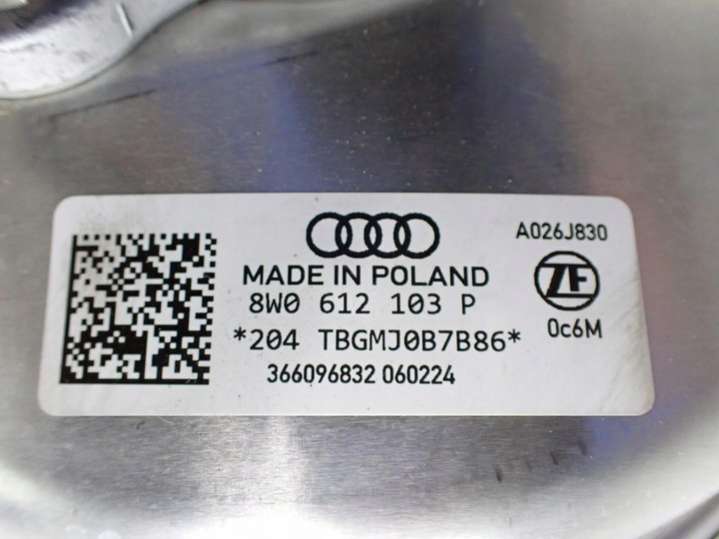 A026J830
MADE IN POLAND
ZF
8W0 612 103 P
*204 TBGMJ0B7B86*
0c6M
366096832 060224